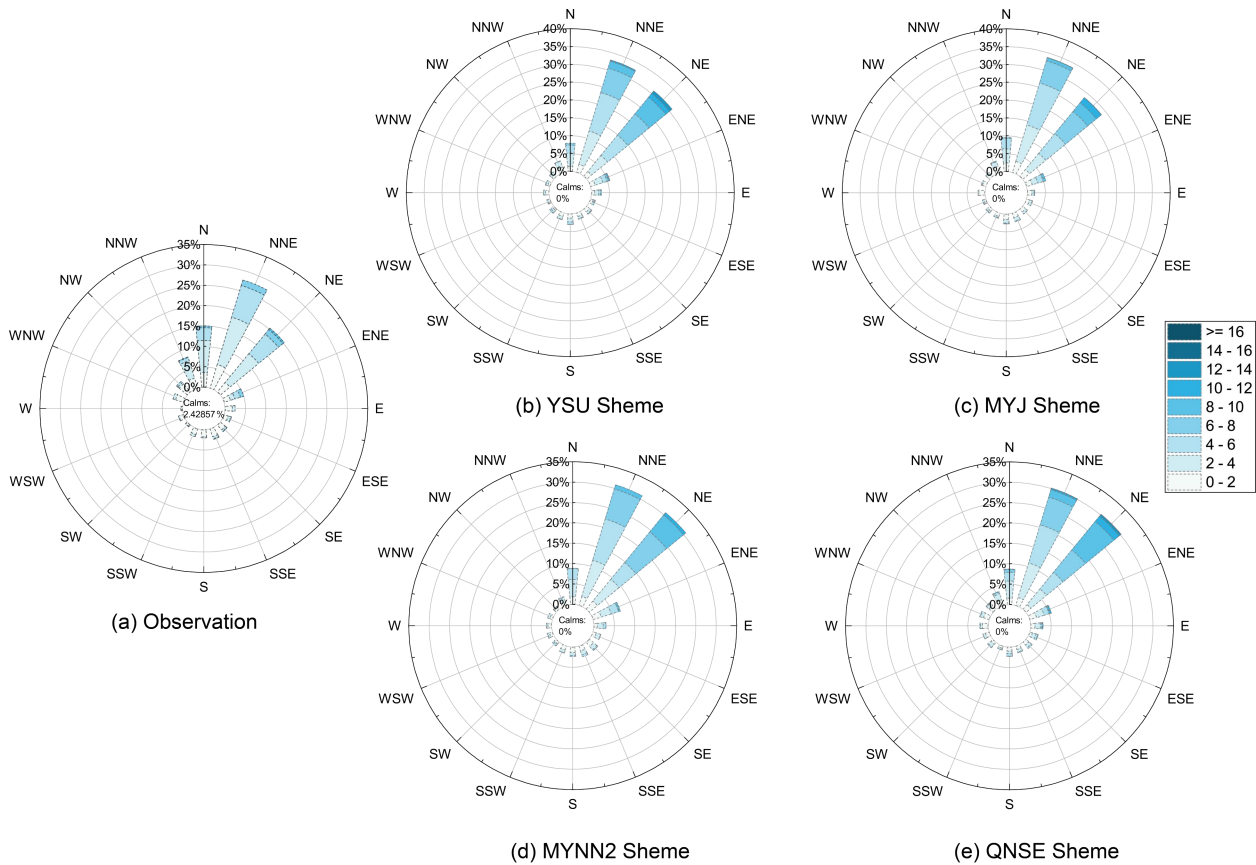 N
NNE
NE
ENE
E
ESE
SE
SSE
S
SSW
SW
WSW
W
WNW
NW
NNW
35%
30%
25%
20%
15%
10%
5%
0%
Calms:
2.42857%
(a) Observation
N
NNE
NE
ENE
E
ESE
SE
SSE
S
SSW
SW
WSW
W
WNW
NW
NNW
40%
35%
30%
25%
20%
15%
10%
5%
0%
Calms:
0%
(b) YSU Sheme
N
NNE
NE
ENE
E
ESE
SE
SSE
S
SSW
SW
WSW
W
WNW
NW
NNW
40%
35%
30%
25%
20%
15%
10%
5%
0%
Calms:
0%
(c) MYJ Sheme
>= 16
14 - 16
12 - 14
10 - 12
8 - 10
6 - 8
4 - 6
2 - 4
0 - 2
N
NNE
NE
ENE
E
ESE
SE
SSE
S
SSW
SW
WSW
W
WNW
NW
NNW
35%
30%
25%
20%
15%
10%
5%
0%
Calms:
0%
(d) MYNN2 Sheme
N
NNE
NE
ENE
E
ESE
SE
SSE
S
SSW
SW
WSW
W
WNW
NW
NNW
35%
30%
25%
20%
15%
10%
5%
0%
Calms:
0%
(e) QNSE Sheme